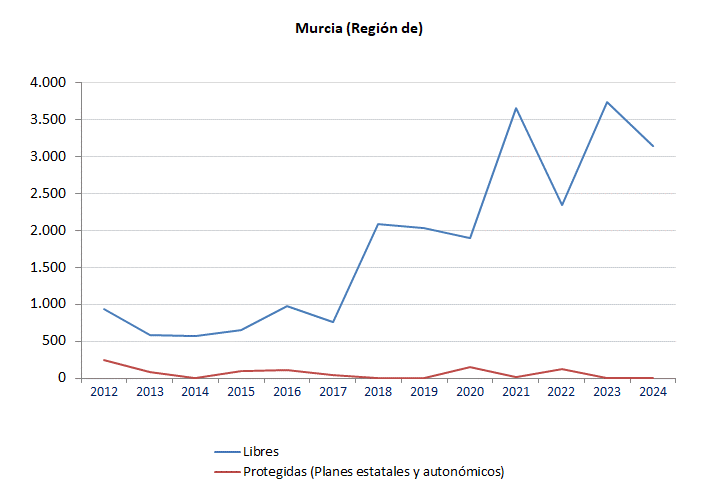 Murcia (Región de)
4.000
3.500
3.000
2.500
2.000
1.500
1.000
500
0
2012 2013 2014 2015 2016 2017 2018 2019 2020 2021 2022 2023 2024
Libres
Protegidas (Planes estatales y autonómicos)